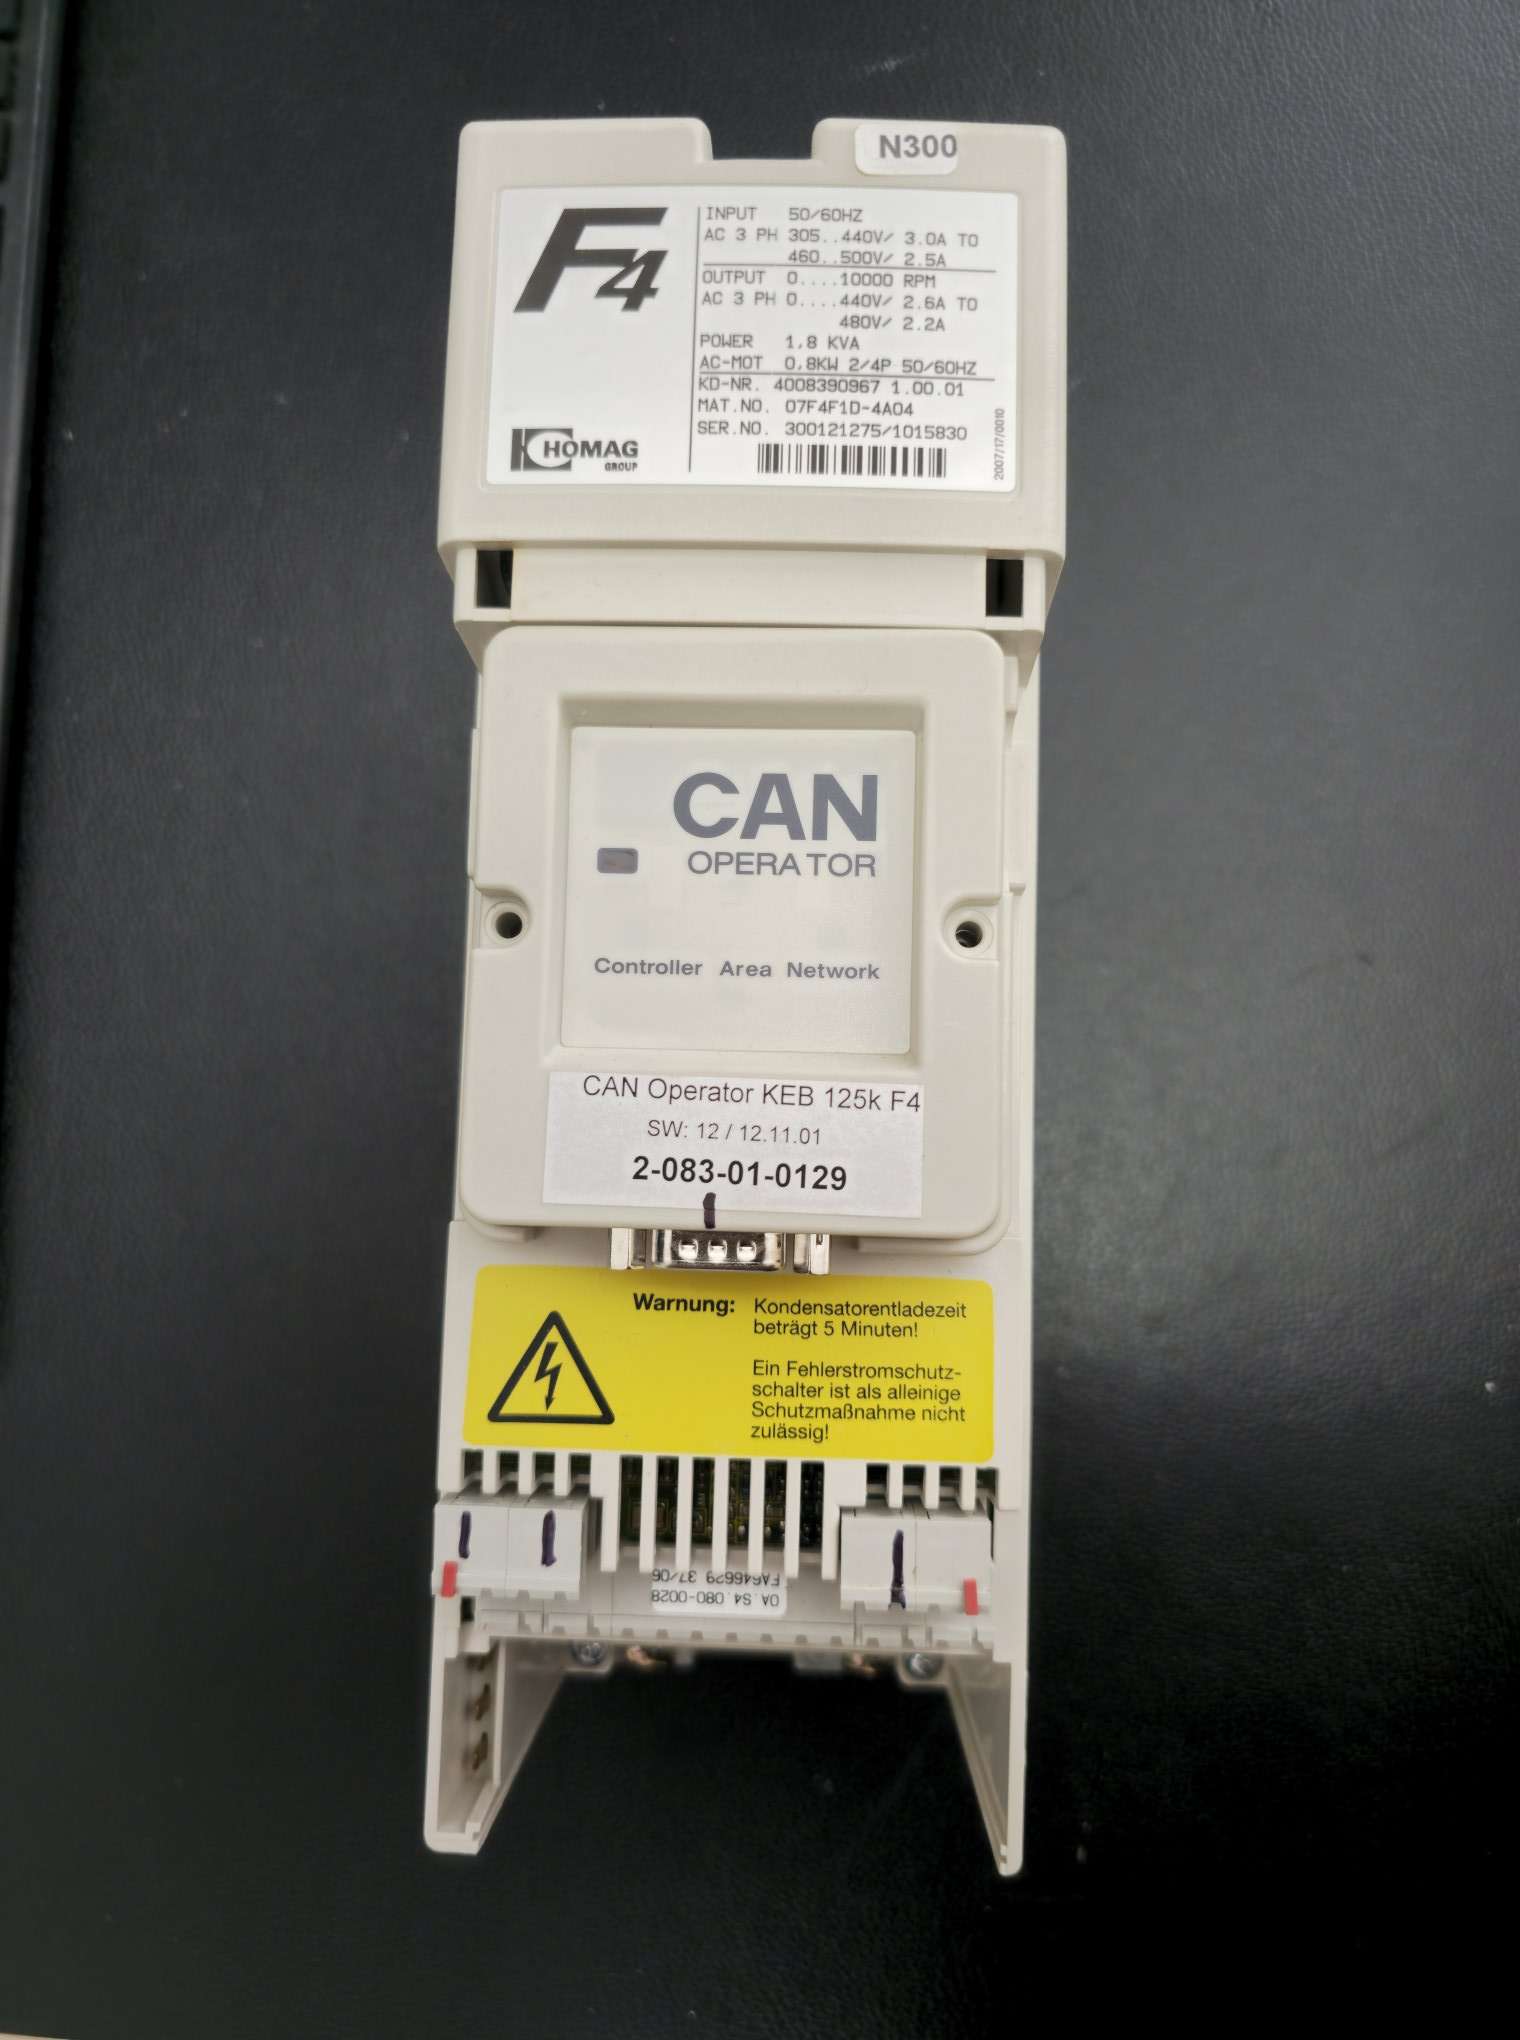 N300
F4
INPUT 50/60HZ
AC 3 PH 305..440V/ 3.0A TO
460..500V/ 2.5A
OUTPUT 0....10000 RPM
AC 3 PH 0....440V/ 2.6A TO
480V/ 2.2A
POWER 1,8 KVA
AC-MOT 0,8KW 2/4P 50/60HZ
KD-NR. 4008390967 1.00.01
MAT.NO. 07F4F1D-4A04
SER.NO. 300121275/1015830
2007/17/0010
HOMAG
GROUP
CAN
OPERATOR
Controller Area Network
CAN Operator KEB 125k F4
SW: 12 / 12.11.01
2-083-01-0129
Warnung: Kondensatorentladezeit
beträgt 5 Minuten!
Ein Fehlerstromschutz-
schalter ist als alleinige
Schutzmaßnahme nicht
zulässig!
0A.S4.080-0028
FA646629 37/06